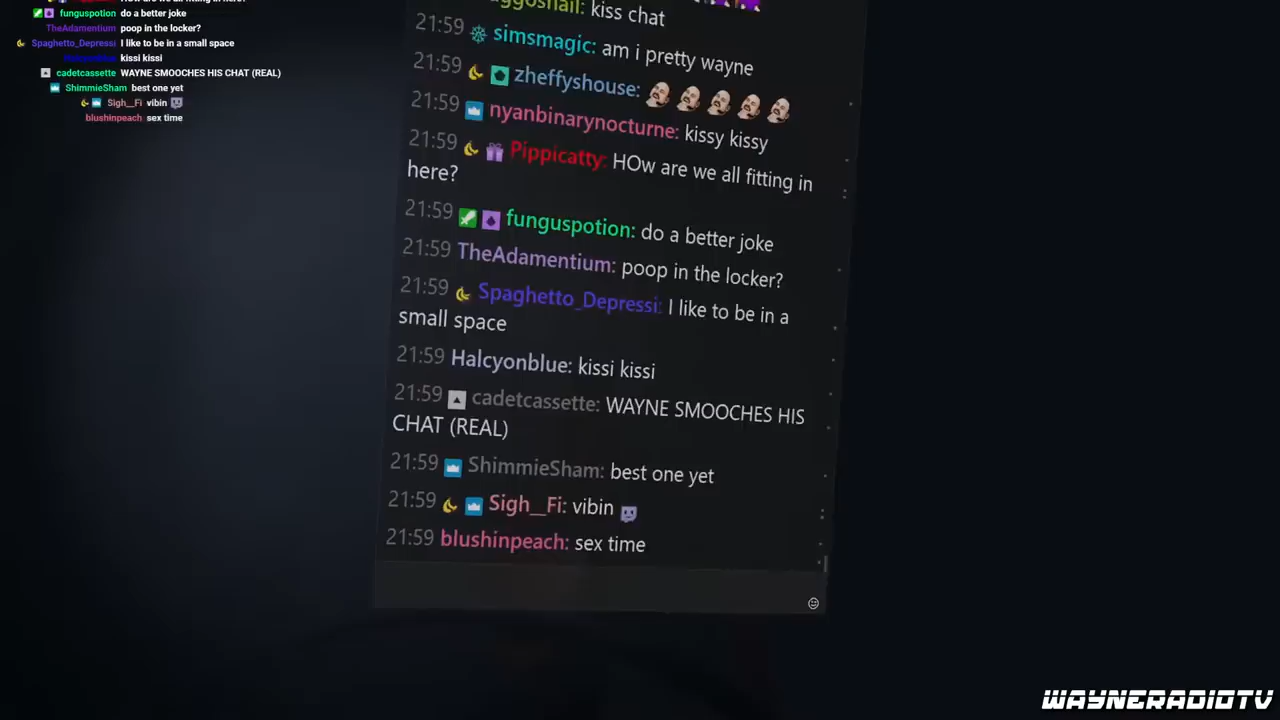 funguspotion do a better joke
TheAdamentium poop in the locker?
Spaghetto_Depressi I like to be in a small space
kissi kissi
cadetcassette WAYNE SMOOCHES HIS CHAT (REAL)
ShimmieSham best one yet
Sigh__Fi vibin
blushinpeach sex time
kiss chat
21:59 simsmagic: am i pretty wayne
21:59 zheffyshouse:
21:59 nyanbinarynocturne: kissy kissy
21:59 Pippicatty: HOw are we all fitting in
here?
21:59 funguspotion: do a better joke
21:59 TheAdamentium: poop in the locker?
21:59 Spaghetto_Depressi: I like to be in a
small space
21:59 Halcyonblue: kissi kissi
21:59 cadetcassette: WAYNE SMOOCHES HIS
CHAT (REAL)
21:59 ShimmieSham: best one yet
21:59 Sigh__Fi: vibin
21:59 blushinpeach: sex time
WAYNERADIOTV